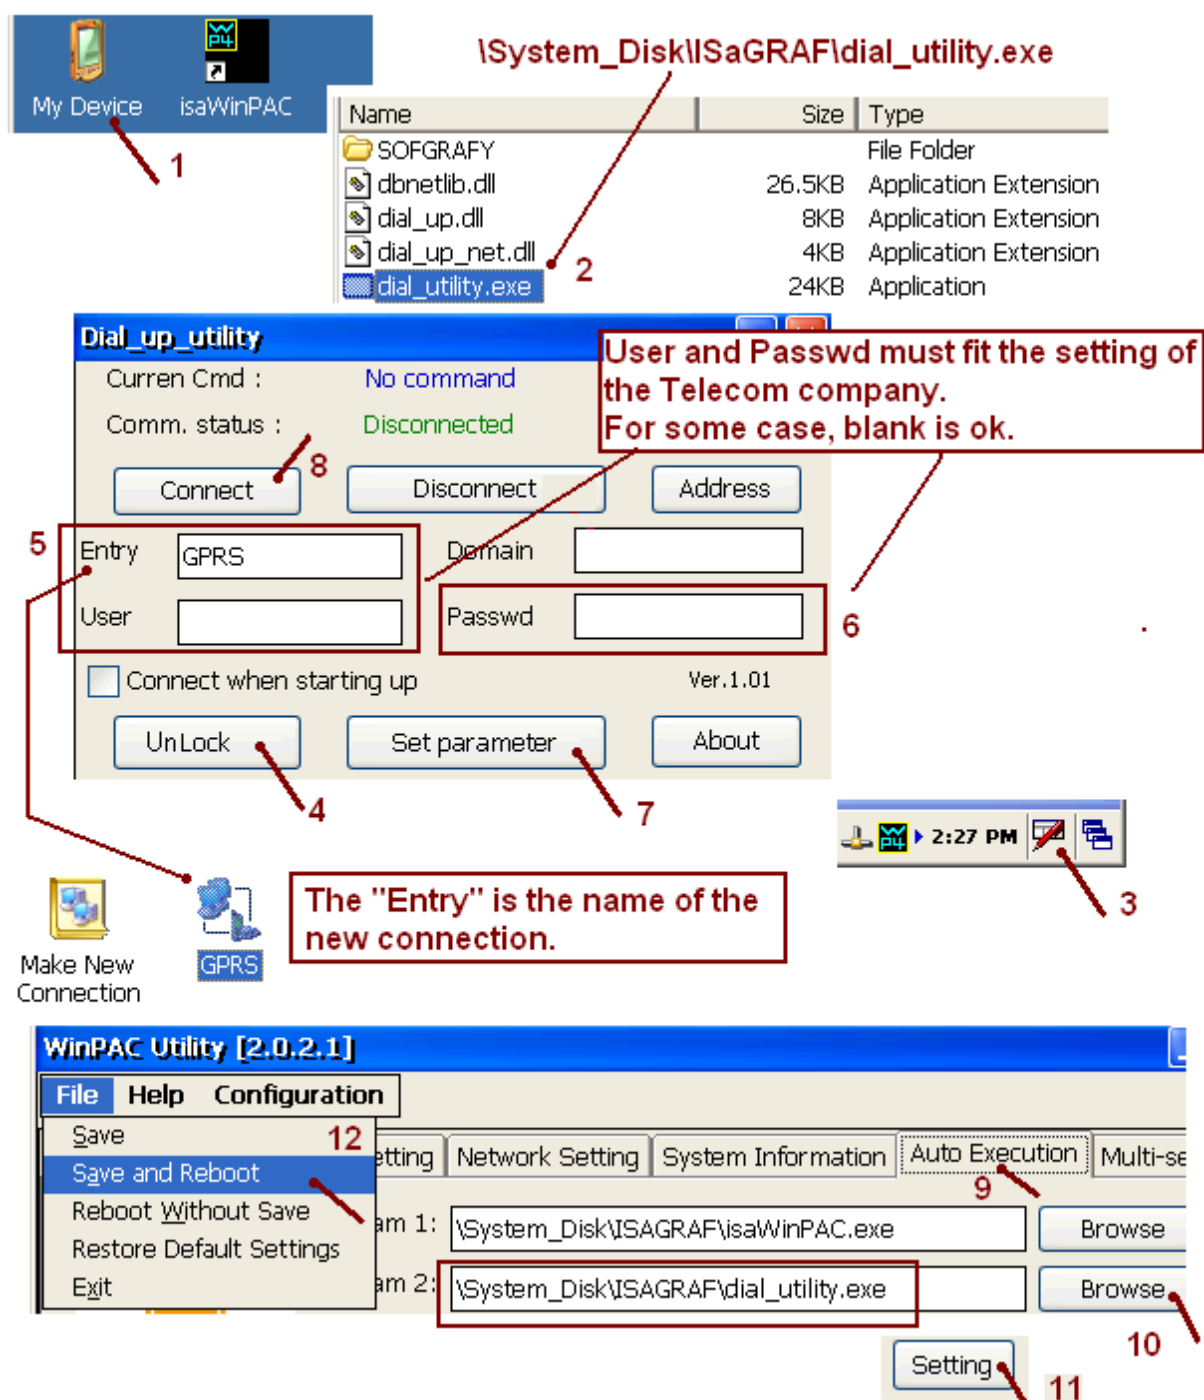 \System_Disk\ISaGRAF\dial_utility.exe
My Device
isaWinPAC
1
Name Size Type
SOFGRAFY File Folder
dbnetlib.dll 26.5KB Application Extension
dial_up.dll 8KB Application Extension
dial_up_net.dll 4KB Application Extension
dial_utility.exe 24KB Application
2
Dial_up_utility
User and Passwd must fit the setting of
the Telecom company.
For some case, blank is ok.
Curren Cmd : No command
Comm. status : Disconnected
8
Connect Disconnect Address
5
Entry GPRS Domain
User Passwd
6
Connect when starting up Ver.1.01
UnLock Set parameter About
4
7
2:27 PM
3
The "Entry" is the name of the
new connection.
Make New
Connection
GPRS
WinPAC Utility [2.0.2.1]
File Help Configuration
Save
12
Save and Reboot
Reboot Without Save
Restore Default Settings
Exit
etting Network Setting System Information Auto Execution Multi-se
9
am 1: \System_Disk\ISAGRAF\isaWinPAC.exe Browse
am 2: \System_Disk\ISAGRAF\dial_utility.exe Browse
10
Setting
11